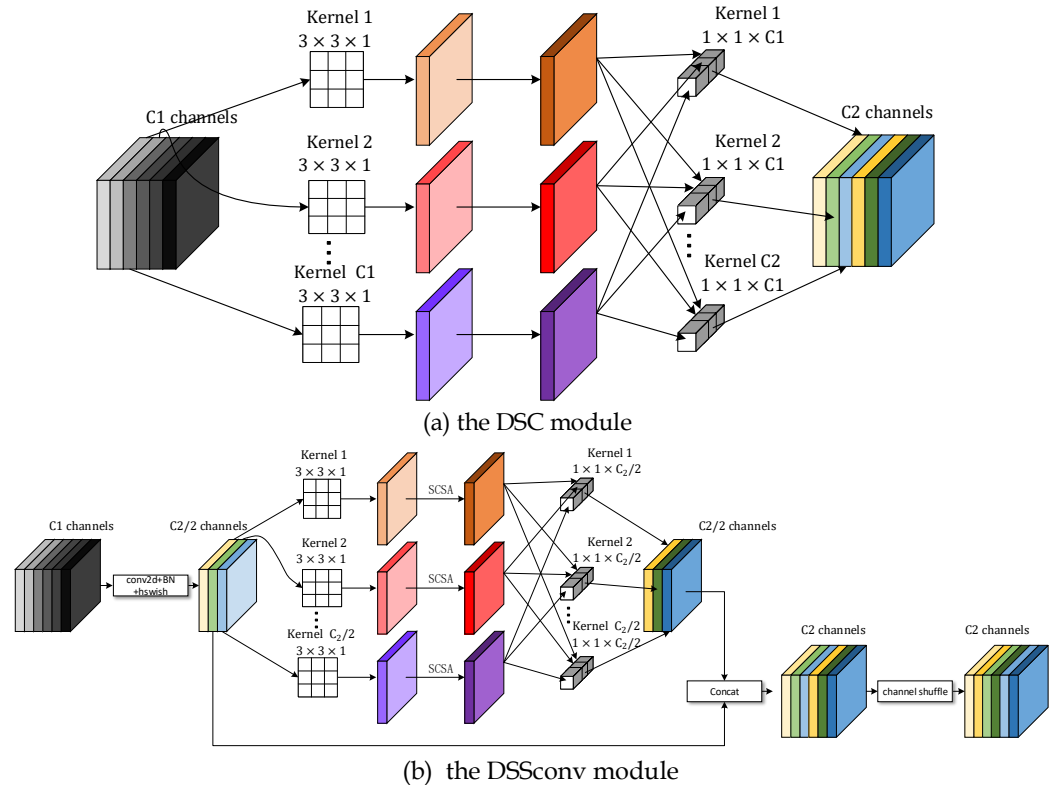 Kernel 1
3 × 3 × 1
Kernel 1
1 × 1 × C1
C1 channels
C2 channels
Kernel 2
3 × 3 × 1
Kernel 2
1 × 1 × C1
Kernel C1
3 × 3 × 1
Kernel C2
1 × 1 × C1
(a) the DSC module
Kernel 1
3 × 3 × 1
Kernel 1
1 × 1 × C₂/2
SCSA
C1 channels
C2/2 channels
C2/2 channels
conv2d+BN
+hswish
Kernel 2
3 × 3 × 1
SCSA
Kernel 2
1 × 1 × C₂/2
Kernel C₂/2
3 × 3 × 1
SCSA
Kernel C₂/2
1 × 1 × C₂/2
C2 channels
C2 channels
Concat
channel shuffle
(b) the DSSconv module